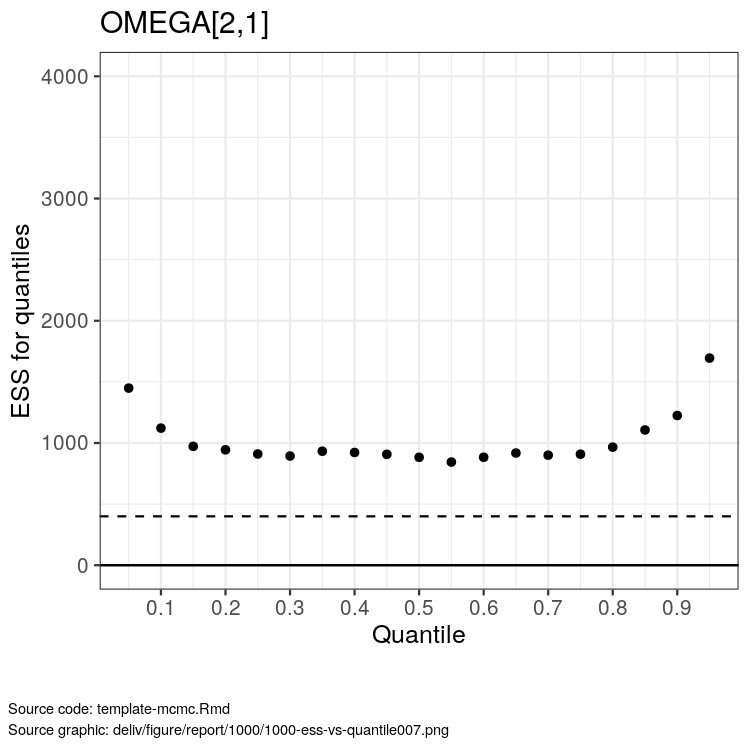 OMEGA[2,1]
4000
3000
2000
1000
0
ESS for quantiles
0.1 0.2 0.3 0.4 0.5 0.6 0.7 0.8 0.9
Quantile
Source code: template-mcmc.Rmd
Source graphic: deliv/figure/report/1000/1000-ess-vs-quantile007.png